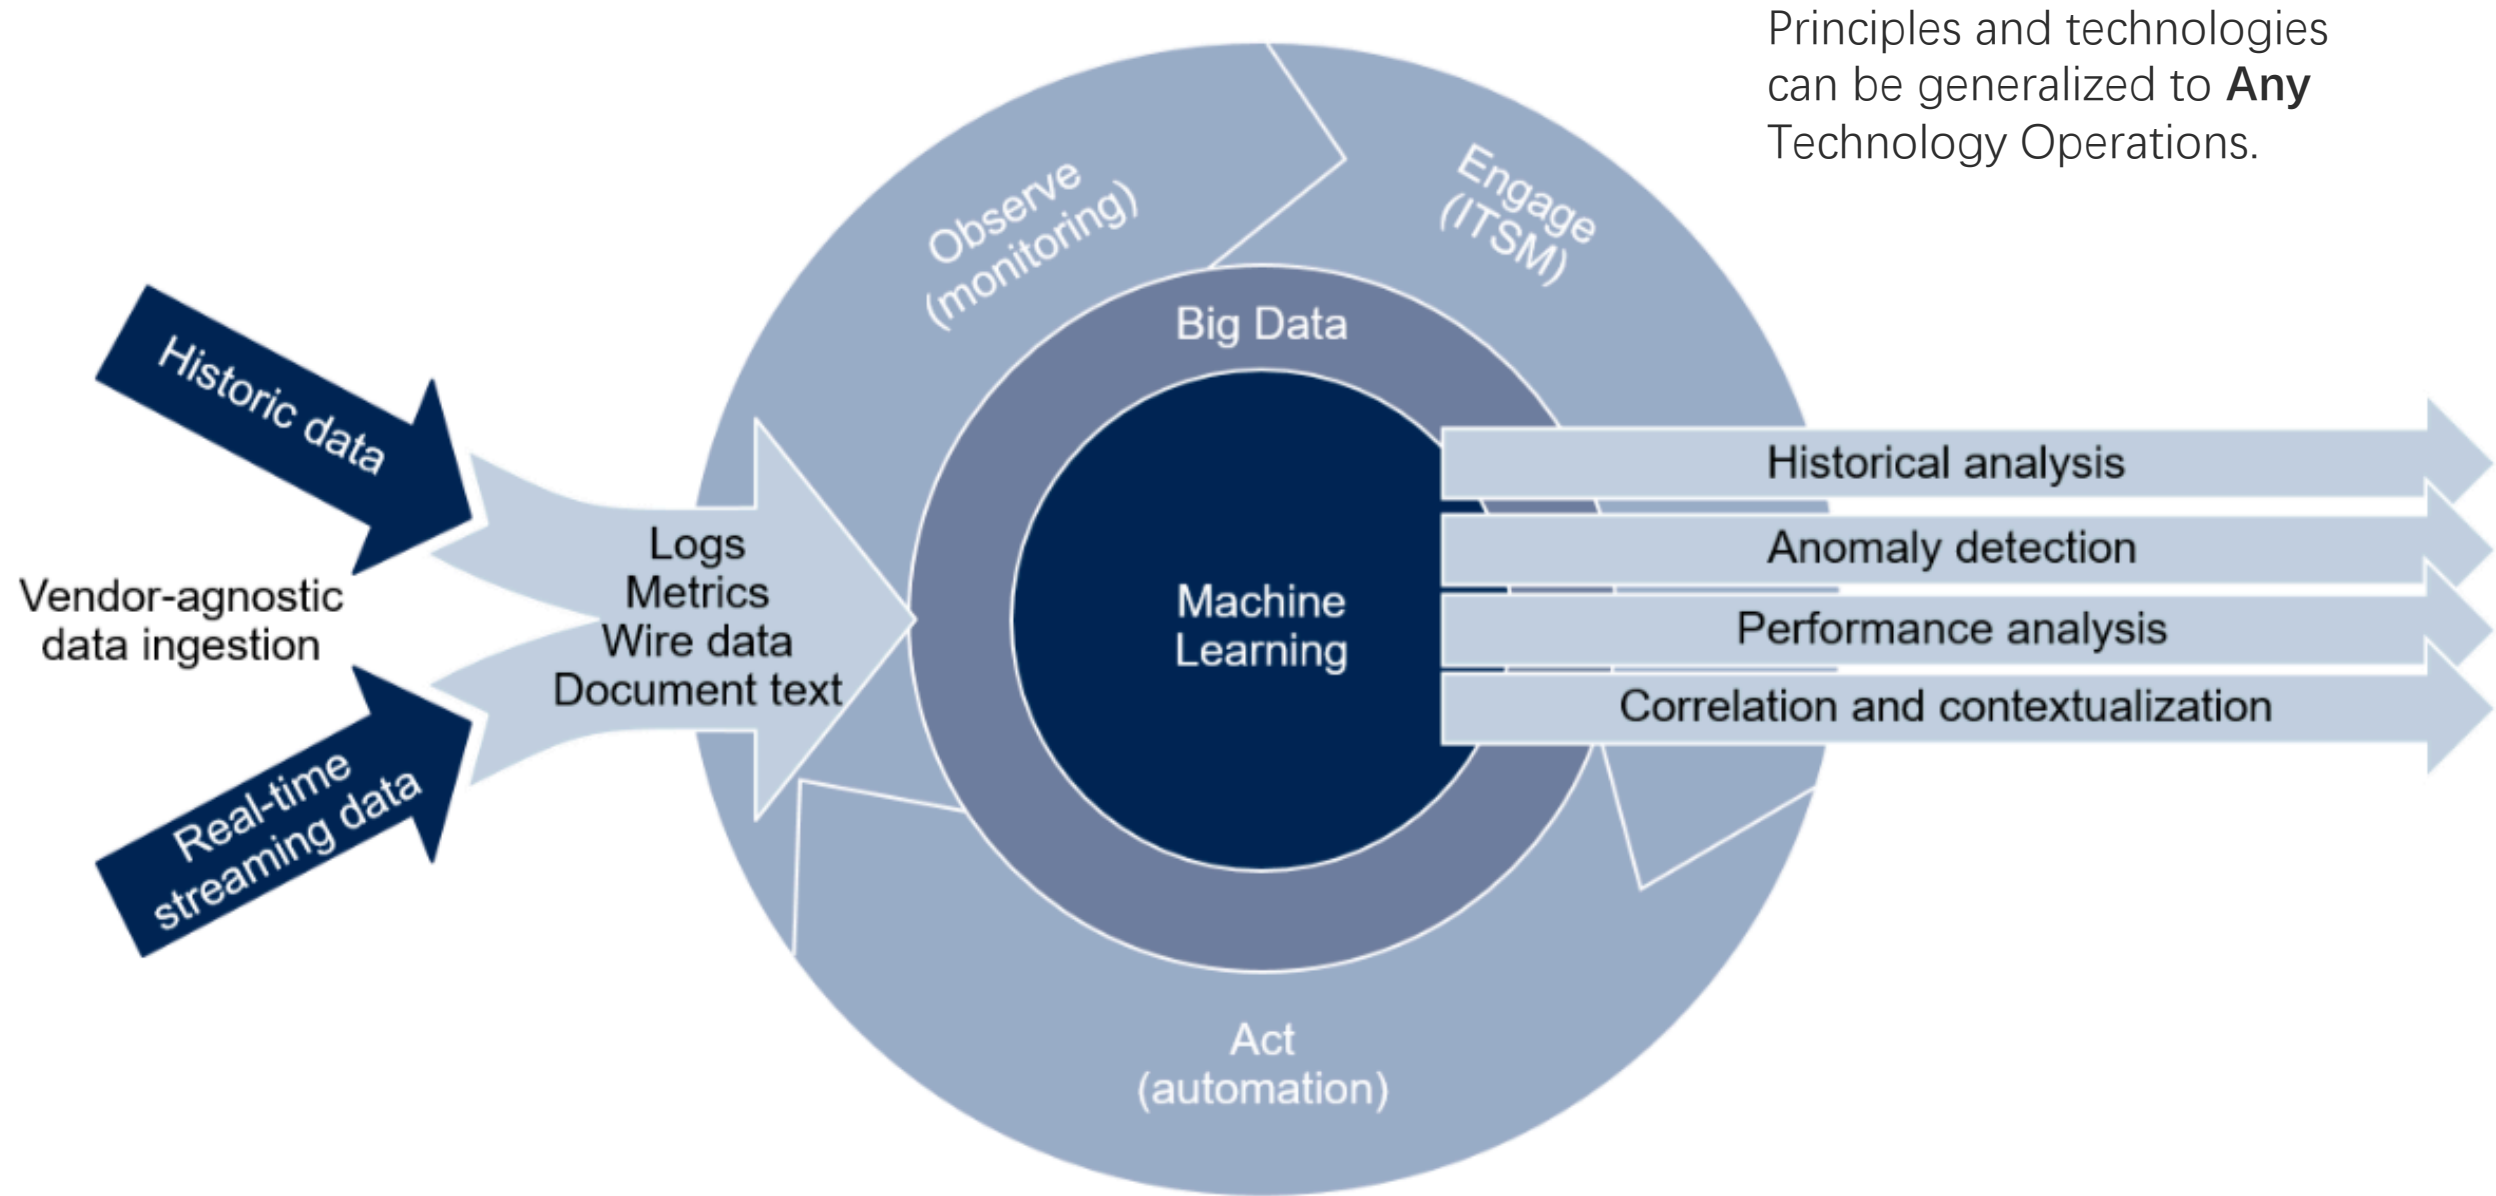 Principles and technologies
can be generalized to Any
Technology Operations.
Observe
(monitoring)
Engage
(ITSM)
Big Data
Historic data
Vendor-agnostic
data ingestion
Real-time
streaming data
Logs
Metrics
Wire data
Document text
Machine
Learning
Historical analysis
Anomaly detection
Performance analysis
Correlation and contextualization
Act
(automation)